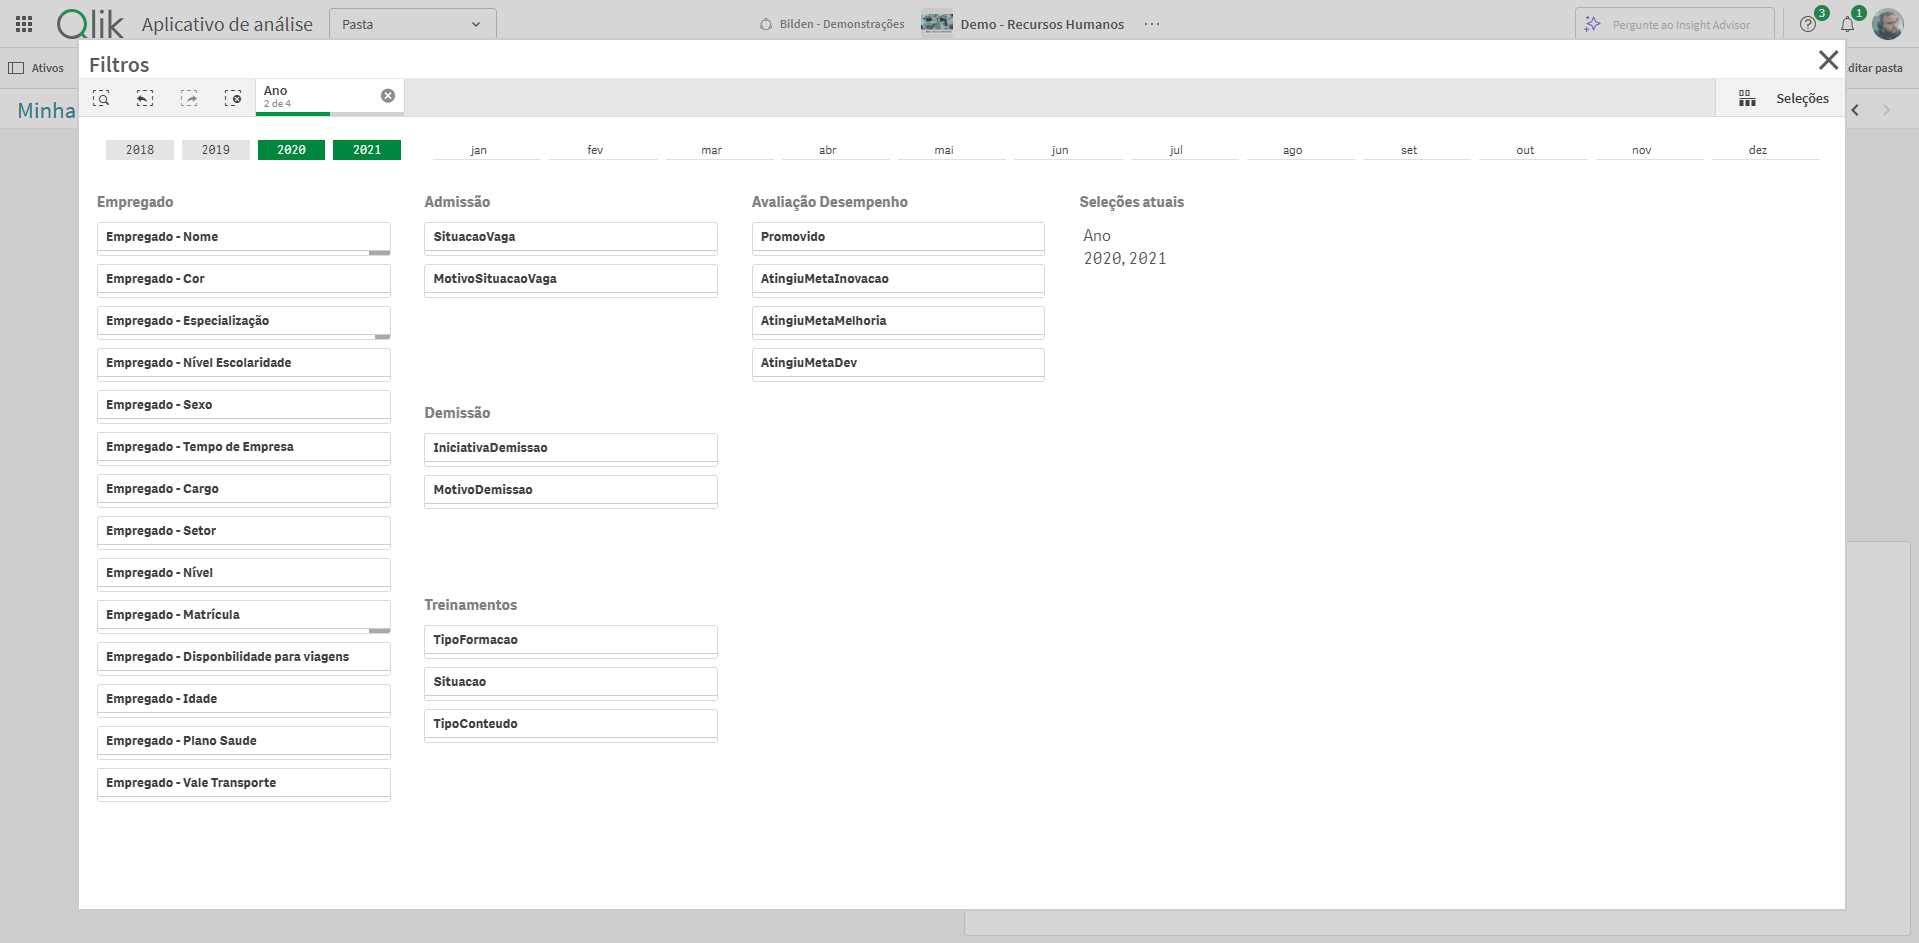 Qlik
Aplicativo de análise
Pasta
Bilden - Demonstrações
Demo - Recursos Humanos
...
Pergunte ao Insight Advisor
3
1
Ativos
ditar pasta
Minha
Filtros
Ano
2 de 4
Seleções
2018 2019 2020 2021 jan fev mar abr mai jun jul ago set out nov dez
Empregado
Empregado - Nome
Empregado - Cor
Empregado - Especialização
Empregado - Nível Escolaridade
Empregado - Sexo
Empregado - Tempo de Empresa
Empregado - Cargo
Empregado - Setor
Empregado - Nível
Empregado - Matrícula
Empregado - Disponbilidade para viagens
Empregado - Idade
Empregado - Plano Saude
Empregado - Vale Transporte
Admissão
SituacaoVaga
MotivoSituacaoVaga
Demissão
IniciativaDemissao
MotivoDemissao
Treinamentos
TipoFormacao
Situacao
TipoConteudo
Avaliação Desempenho
Promovido
AtingiuMetaInovacao
AtingiuMetaMelhoria
AtingiuMetaDev
Seleções atuais
Ano
2020, 2021